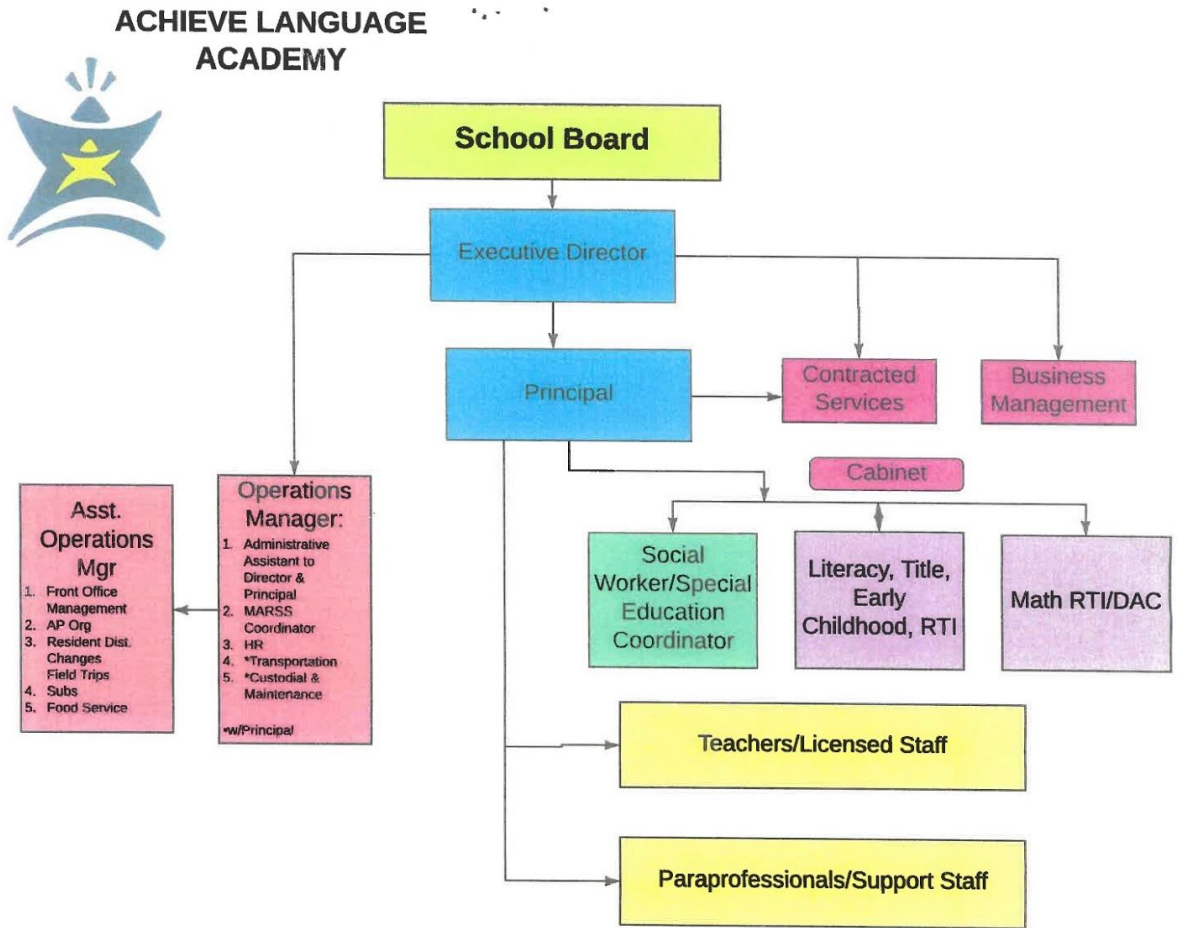 ACHIEVE LANGUAGE
ACADEMY
School Board
Executive Director
Principal
Contracted
Services
Business
Management
Cabinet
Asst.
Operations
Mgr
1. Front Office
Management
2. AP Org
3. Resident Dist.
Changes
Field Trips
4. Subs
5. Food Service
Operations
Manager:
1. Administrative
Assistant to
Director &
Principal
2. MARSS
Coordinator
3. HR
4. *Transportation
5. *Custodial &
Maintenance
*w/Principal
Social
Worker/Special
Education
Coordinator
Literacy, Title,
Early
Childhood, RTI
Math RTI/DAC
Teachers/Licensed Staff
Paraprofessionals/Support Staff